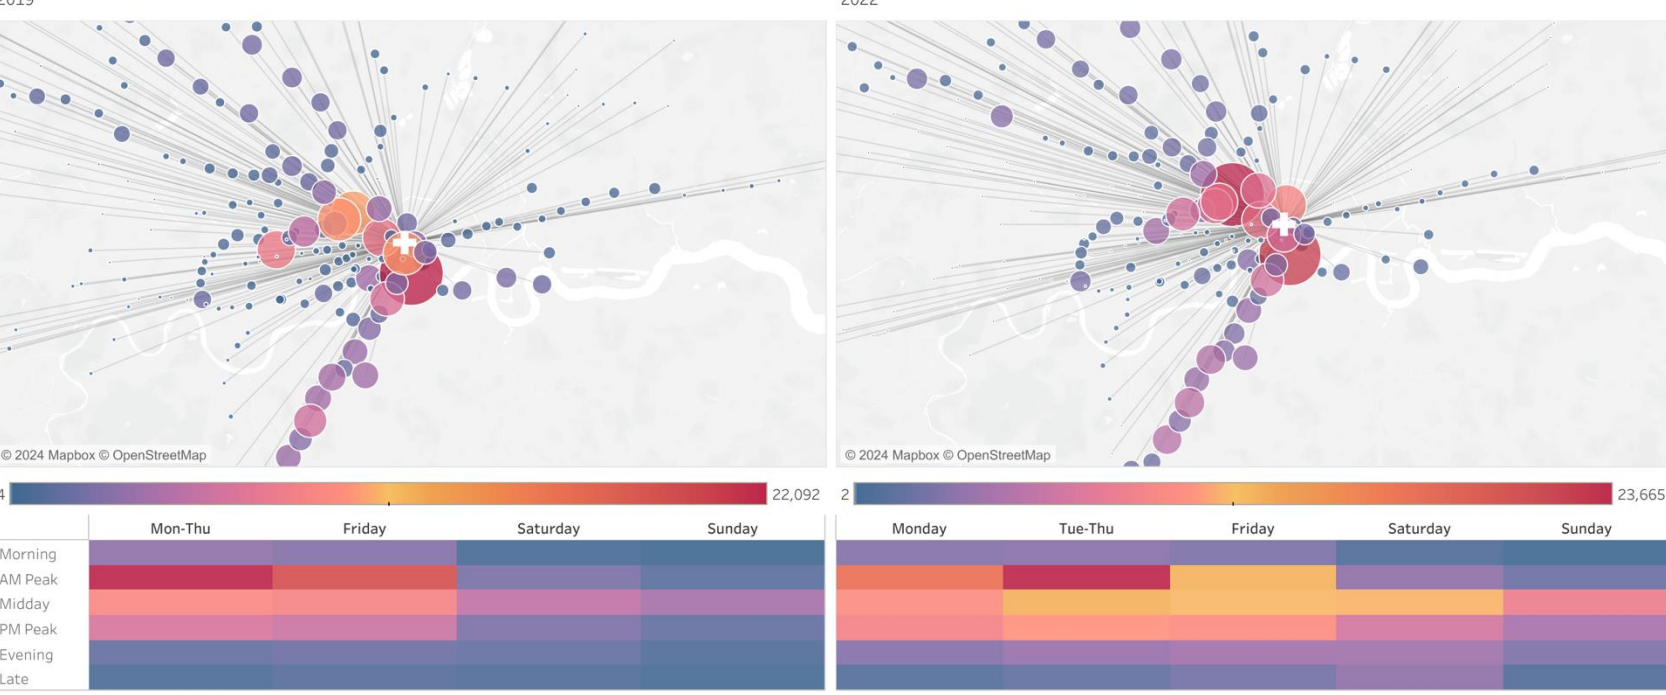 2019
2022
© 2024 Mapbox © OpenStreetMap
© 2024 Mapbox © OpenStreetMap
4 22,092
2 23,665
Mon-Thu Friday Saturday Sunday
Monday Tue-Thu Friday Saturday Sunday
Morning
AM Peak
Midday
PM Peak
Evening
Late